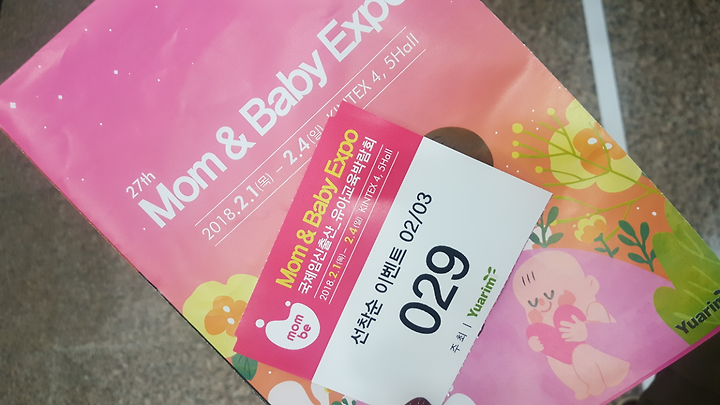 27th
Mom & Baby Expo
2018.2.1(목) - 2.4(일) KINTEX 4, 5Hall
Mom & Baby Expo
국제임신출산_유아교육박람회
2018.2.1(목) - 2.4(일) KINTEX 4, 5Hall
mom
be
선착순 이벤트 02/03
029
주최 | Yuarim
Yuarim